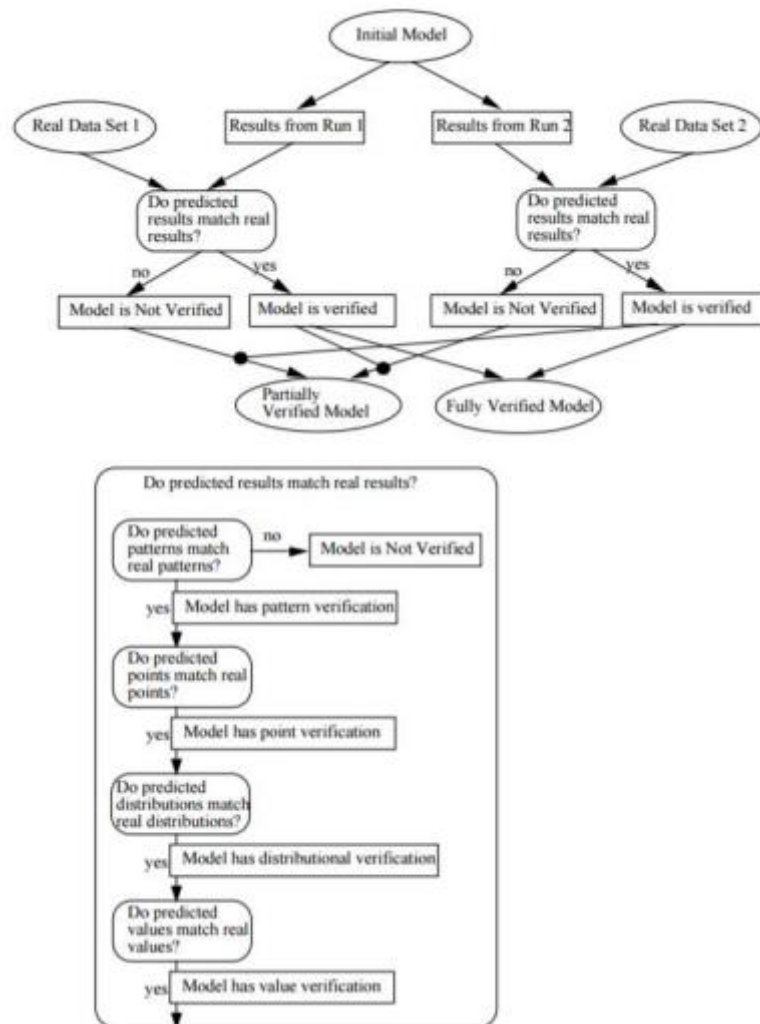 Initial Model
Real Data Set 1
Results from Run 1
Results from Run 2
Real Data Set 2
Do predicted
results match real
results?
Do predicted
results match real
results?
no
yes
no
yes
Model is Not Verified
Model is verified
Model is Not Verified
Model is verified
Partially
Verified Model
Fully Verified Model
Do predicted results match real results?
Do predicted
patterns match
real patterns?
no
Model is Not Verified
yes
Model has pattern verification
Do predicted
points match real
points?
yes
Model has point verification
Do predicted
distributions match
real distributions?
yes
Model has distributional verification
Do predicted
values match real
values?
yes
Model has value verification